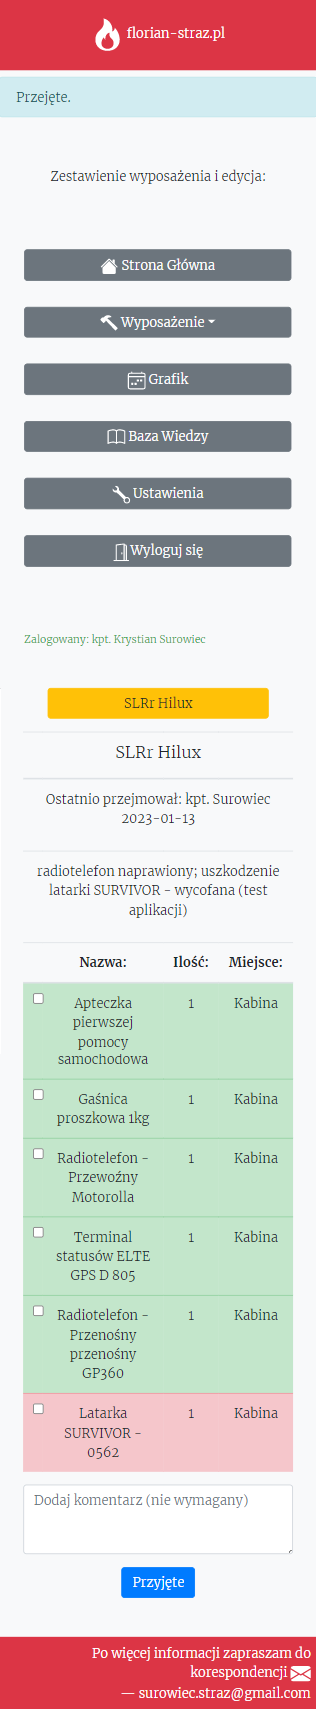 florian-straz.pl
Przejęte.
Zestawienie wyposażenia i edycja:
Strona Główna
Wyposażenie
Grafik
Baza Wiedzy
Ustawienia
Wyloguj się
Zalogowany: kpt. Krystian Surowiec
SLRr Hilux
SLRr Hilux
Ostatnio przejmował: kpt. Surowiec
2023-01-13
radiotelefon naprawiony; uszkodzenie
latarki SURVIVOR - wycofana (test
aplikacji)
Nazwa: Ilość: Miejsce:
Apteczka 1 Kabina
pierwszej
pomocy
samochodowa
Gaśnica 1 Kabina
proszkowa 1kg
Radiotelefon - 1 Kabina
Przewoźny
Motorolla
Terminal 1 Kabina
statusów ELTE
GPS D 805
Radiotelefon - 1 Kabina
Przenośny
przenośny
GP360
Latarka 1 Kabina
SURVIVOR -
0562
Dodaj komentarz (nie wymagany)
Przyjęte
Po więcej informacji zapraszam do
korespondencji
— surowiec.straz@gmail.com